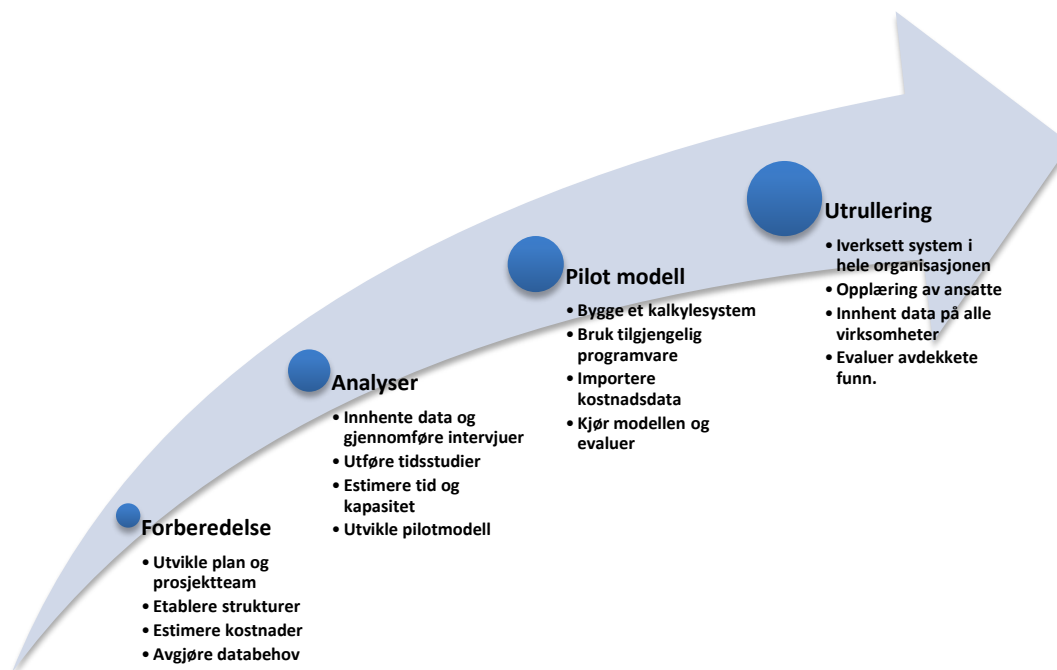 Forberedelse
• Utvikle plan og
prosjektteam
• Etablere strukturer
• Estimere kostnader
• Avgjøre databehov
Analyser
• Innhente data og
gjennomføre intervjuer
• Utføre tidsstudier
• Estimere tid og
kapasitet
• Utvikle pilotmodell
Pilot modell
• Bygge et kalkylesystem
• Bruk tilgjengelig
programvare
• Importere
kostnadsdata
• Kjør modellen og
evaluer
Utrullering
• Iverksett system i
hele organisasjonen
• Opplæring av ansatte
• Innhent data på alle
virksomheter
• Evaluer avdekkete
funn.